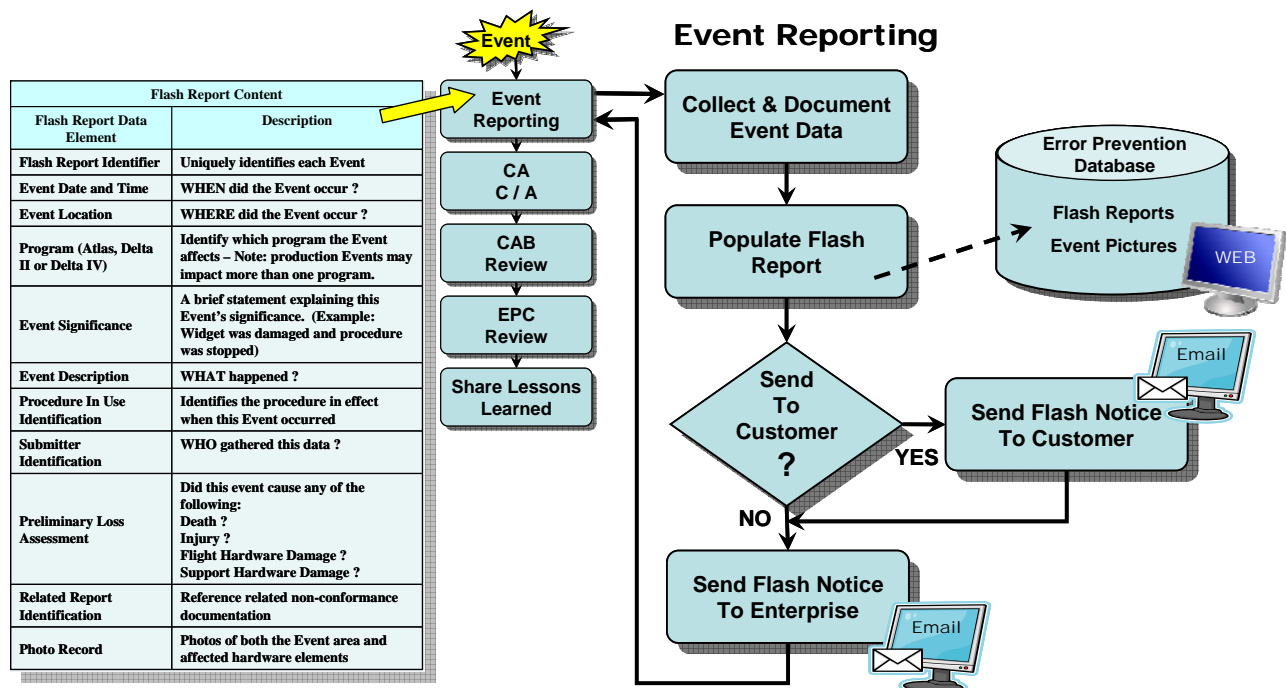 Event Reporting
Event
Flash Report Content
Flash Report Data
Element
Description
Flash Report Identifier
Uniquely identifies each Event
Event Date and Time
WHEN did the Event occur ?
Event Location
WHERE did the Event occur ?
Program (Atlas, Delta
II or Delta IV)
Identify which program the Event
affects – Note: production Events may
impact more than one program.
Event Significance
A brief statement explaining this
Event's significance. (Example:
Widget was damaged and procedure
was stopped)
Event Description
WHAT happened ?
Procedure In Use
Identification
Identifies the procedure in effect
when this Event occurred
Submitter
Identification
WHO gathered this data ?
Preliminary Loss
Assessment
Did this event cause any of the
following:
Death ?
Injury ?
Flight Hardware Damage ?
Support Hardware Damage ?
Related Report
Identification
Reference related non-conformance
documentation
Photo Record
Photos of both the Event area and
affected hardware elements
Event
Reporting
CA
C / A
CAB
Review
EPC
Review
Share Lessons
Learned
Collect & Document
Event Data
Populate Flash
Report
Error Prevention
Database
Flash Reports
Event Pictures
WEB
Send
To
Customer
?
YES
NO
Send Flash Notice
To Customer
Email
Send Flash Notice
To Enterprise
Email